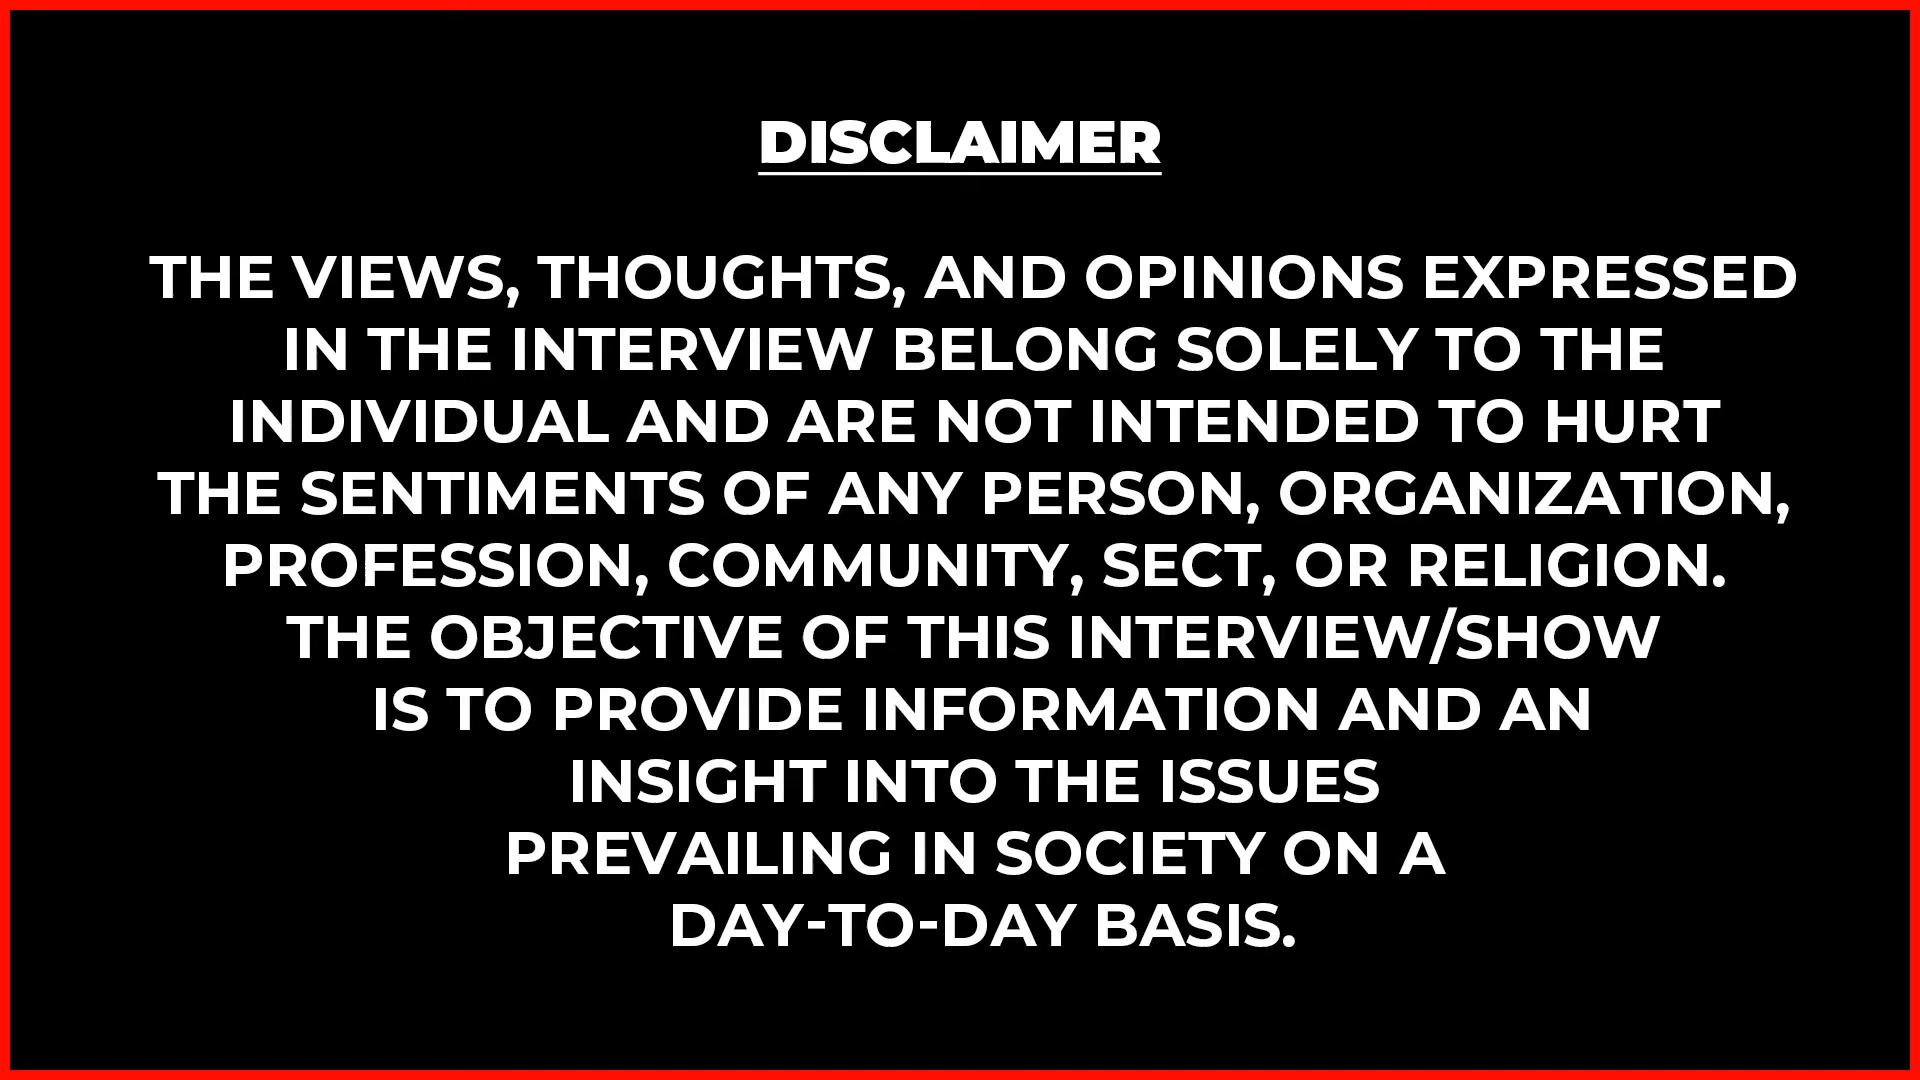 DISCLAIMER
THE VIEWS, THOUGHTS, AND OPINIONS EXPRESSED
IN THE INTERVIEW BELONG SOLELY TO THE
INDIVIDUAL AND ARE NOT INTENDED TO HURT
THE SENTIMENTS OF ANY PERSON, ORGANIZATION,
PROFESSION, COMMUNITY, SECT, OR RELIGION.
THE OBJECTIVE OF THIS INTERVIEW/SHOW
IS TO PROVIDE INFORMATION AND AN
INSIGHT INTO THE ISSUES
PREVAILING IN SOCIETY ON A
DAY-TO-DAY BASIS.